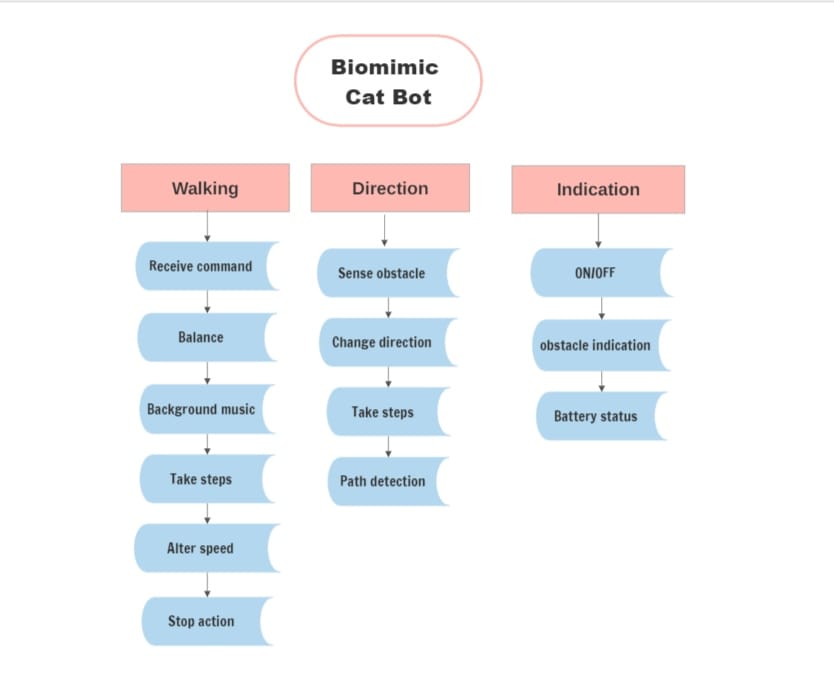 Biomimic
Cat Bot
Walking
Direction
Indication
Receive command
Balance
Background music
Take steps
Alter speed
Stop action
Sense obstacle
Change direction
Take steps
Path detection
ON/OFF
obstacle indication
Battery status